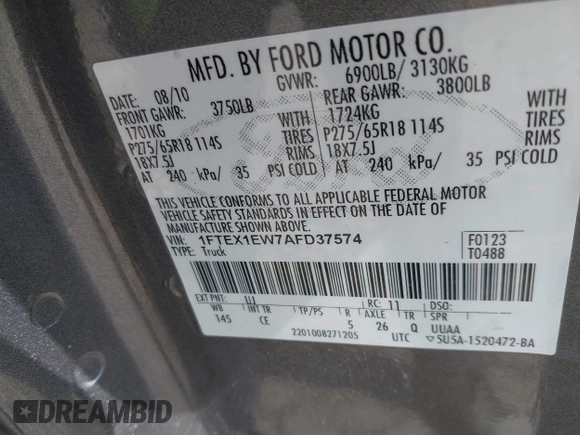 MFD. BY FORD MOTOR CO.
DATE: 08/10 GVWR: 6900LB/ 3130KG
FRONT GAWR: 3750LB REAR GAWR: 3800LB
1701KG WITH 1724KG WITH
P275/65R18 114S TIRES P275/65R18 114S TIRES
18X7.5J RIMS 18X7.5J RIMS
AT 240 kPa/ 35 PSI COLD AT 240 kPa/ 35 PSI COLD
THIS VEHICLE CONFORMS TO ALL APPLICABLE FEDERAL MOTOR
VEHICLE SAFETY STANDARDS IN EFFECT ON THE DATE OF
MANUFACTURE SHOWN ABOVE.
VIN: 1FTEX1EW7AFD37574 F0123
TYPE: Truck T0488
EXT PNT: UJ RC: 11 DSO:
WB INT TR TP/PS R AXLE TR SPR
145 CE 5 26 Q UUAA
2201008271205 UTC 5U5A-1520472-BA
DREAMBID